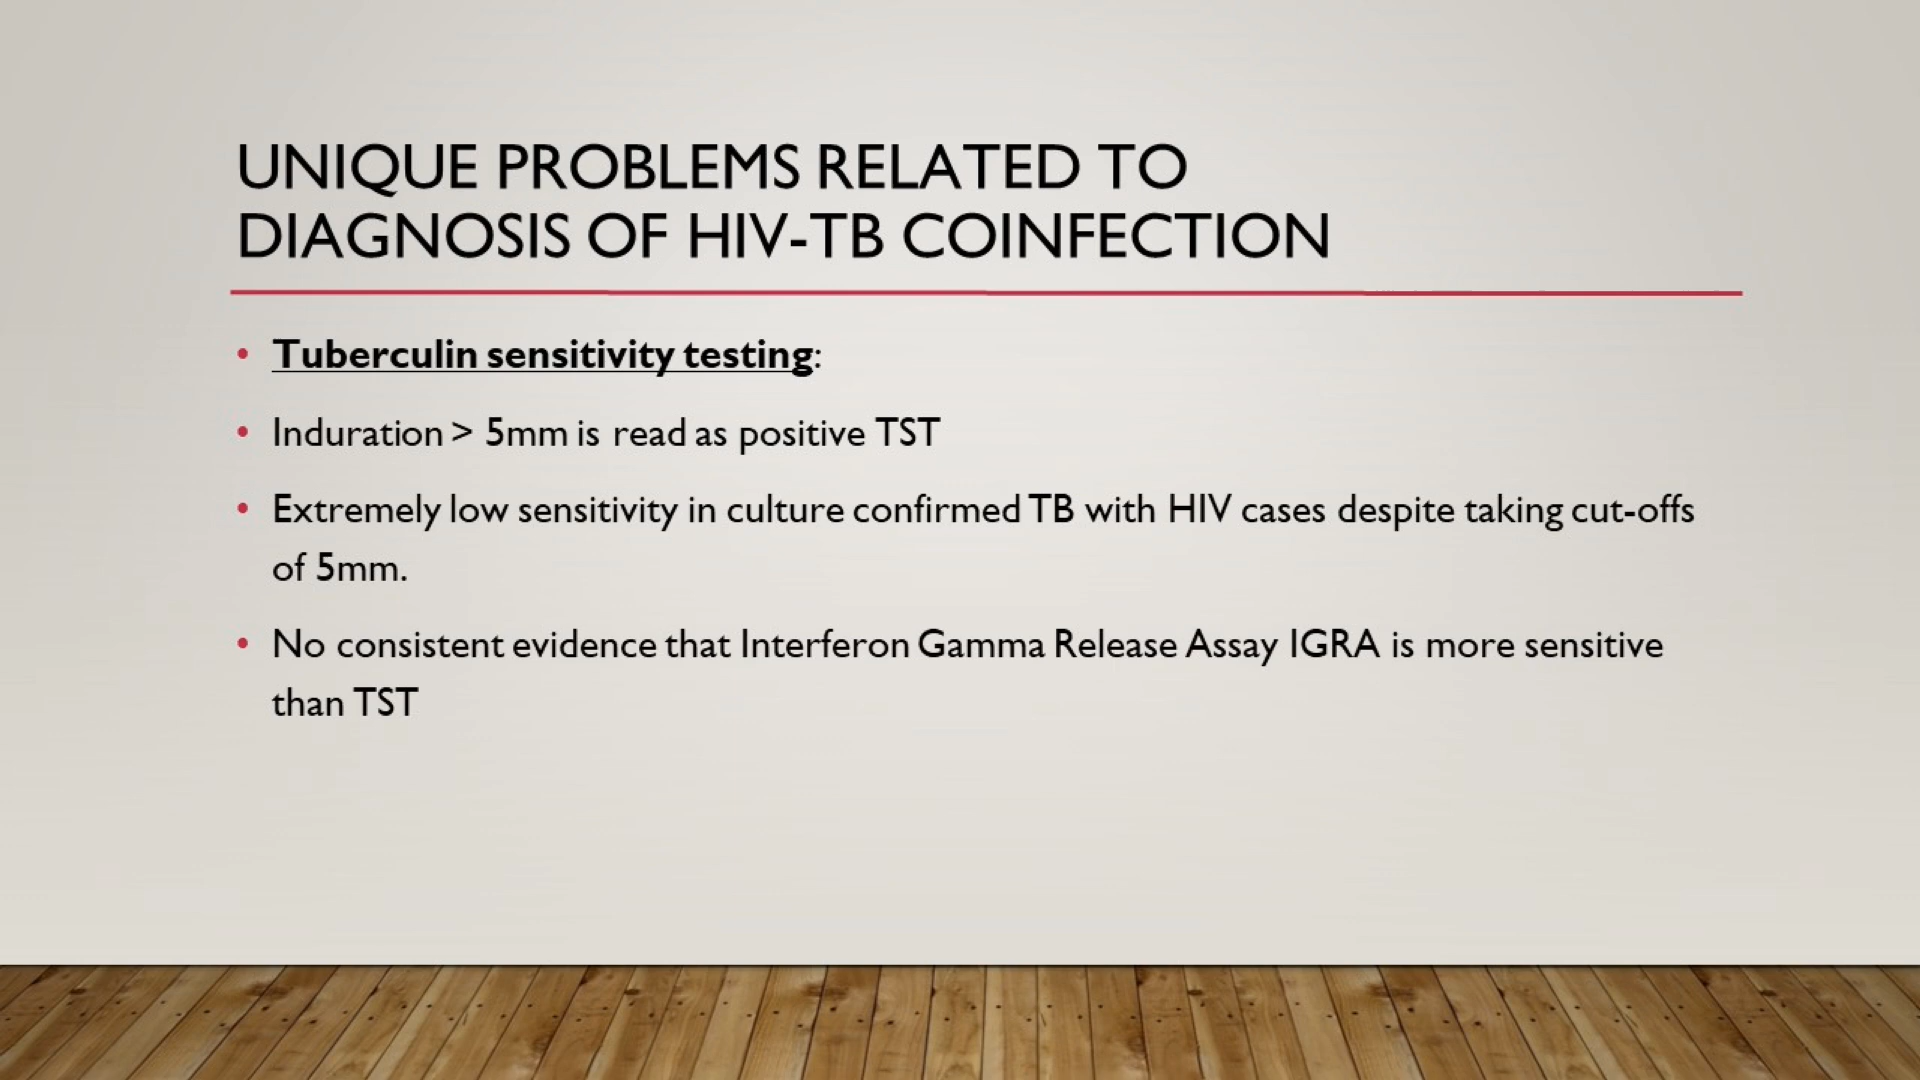 UNIQUE PROBLEMS RELATED TO
DIAGNOSIS OF HIV-TB COINFECTION
• Tuberculin sensitivity testing:
• Induration > 5mm is read as positive TST
• Extremely low sensitivity in culture confirmed TB with HIV cases despite taking cut-offs
of 5mm.
• No consistent evidence that Interferon Gamma Release Assay IGRA is more sensitive
than TST